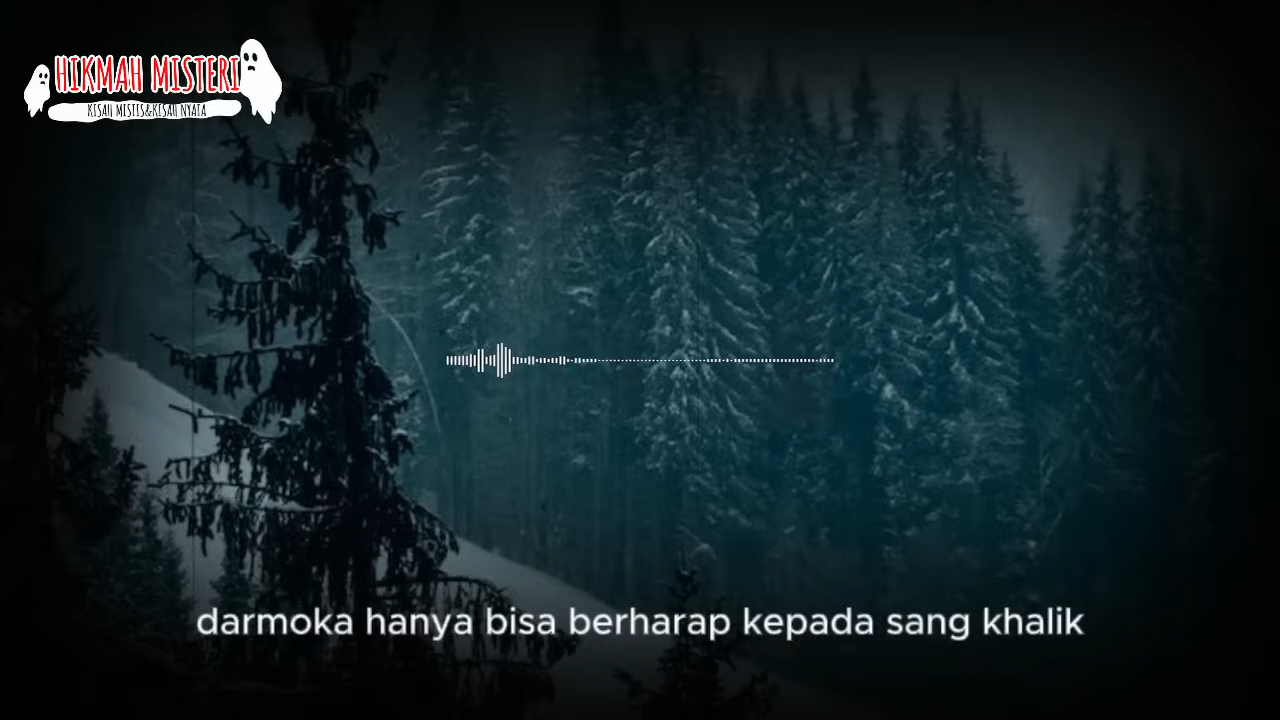 HIKMAH MISTERI
KISAH MISTIS&KISAH NYATA
darmoka hanya bisa berharap kepada sang khalik